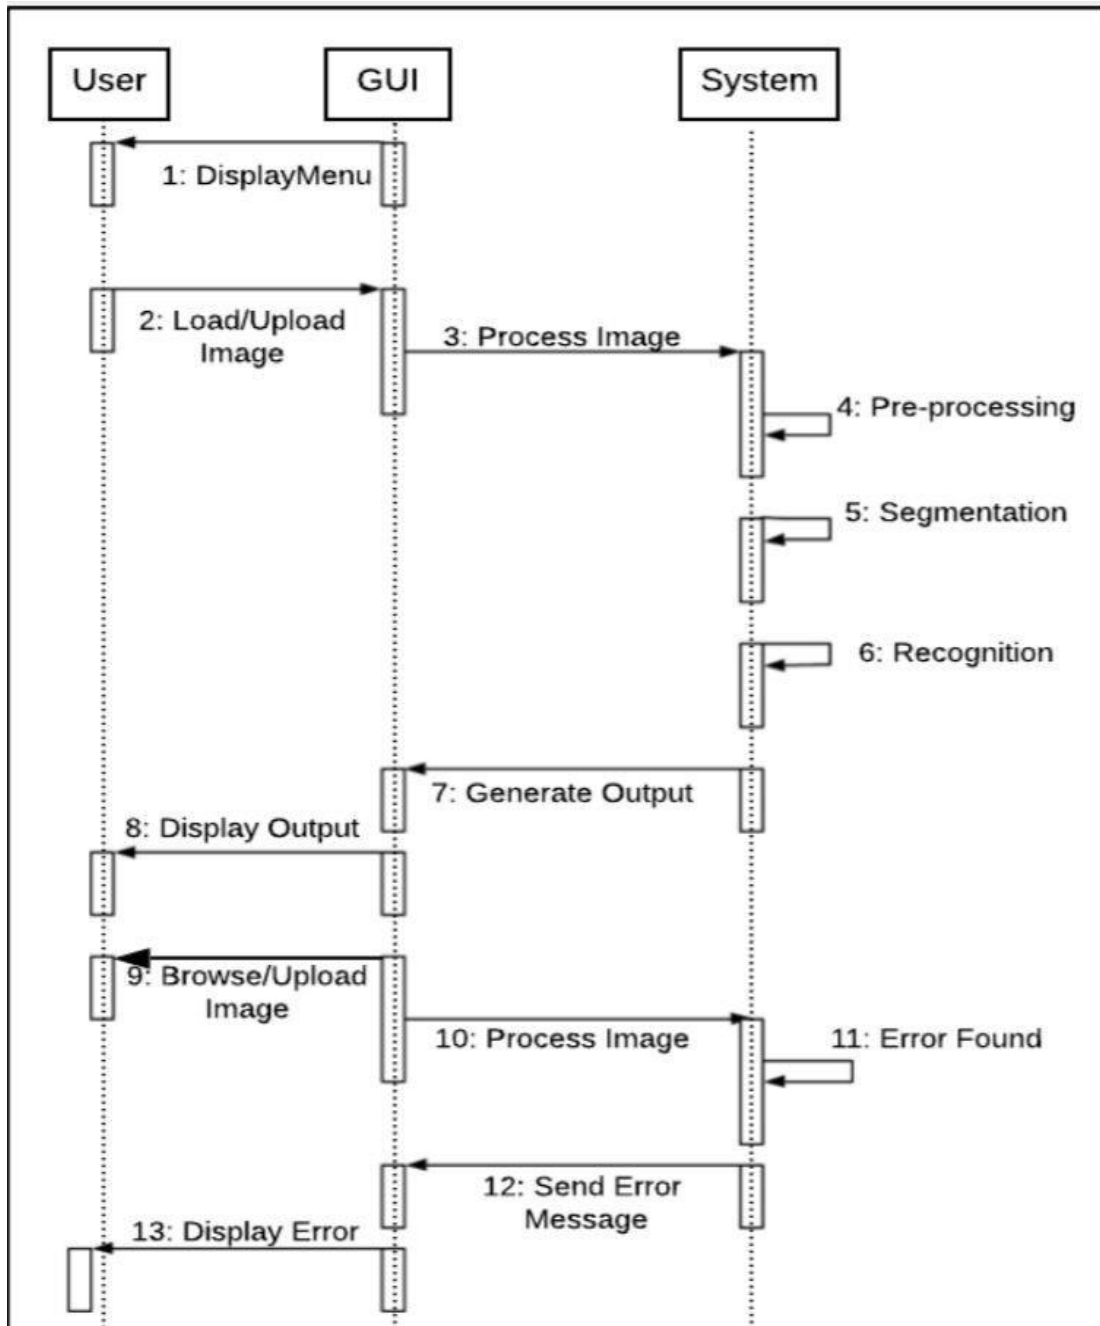 User
GUI
System
1: DisplayMenu
2: Load/Upload
Image
3: Process Image
4: Pre-processing
5: Segmentation
6: Recognition
7: Generate Output
8: Display Output
9: Browse/Upload
Image
10: Process Image
11: Error Found
12: Send Error
Message
13: Display Error